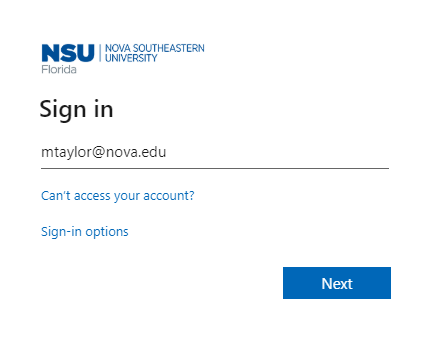 NSU NOVA SOUTHEASTERN
UNIVERSITY
Florida
Sign in
mtaylor@nova.edu
Can't access your account?
Sign-in options
Next